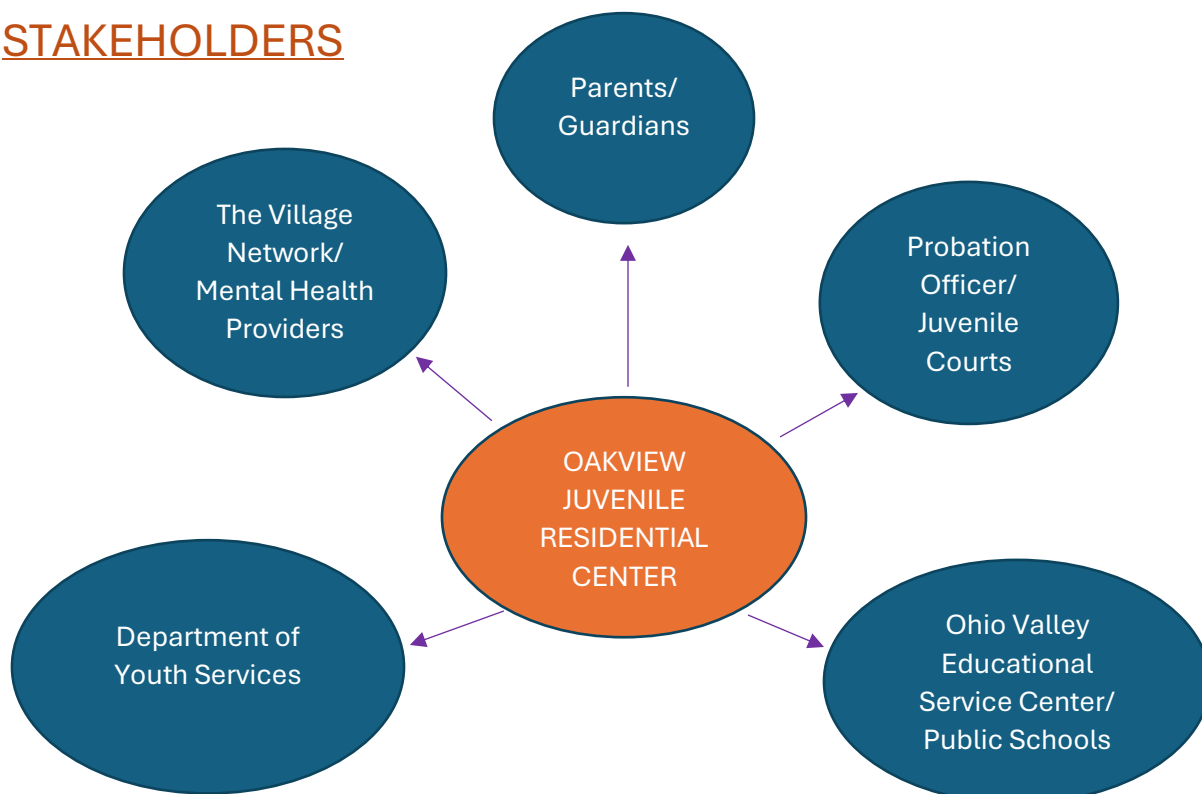 STAKEHOLDERS
Parents/
Guardians
The Village
Network/
Mental Health
Providers
Probation
Officer/
Juvenile
Courts
OAKVIEW
JUVENILE
RESIDENTIAL
CENTER
Department of
Youth Services
Ohio Valley
Educational
Service Center/
Public Schools